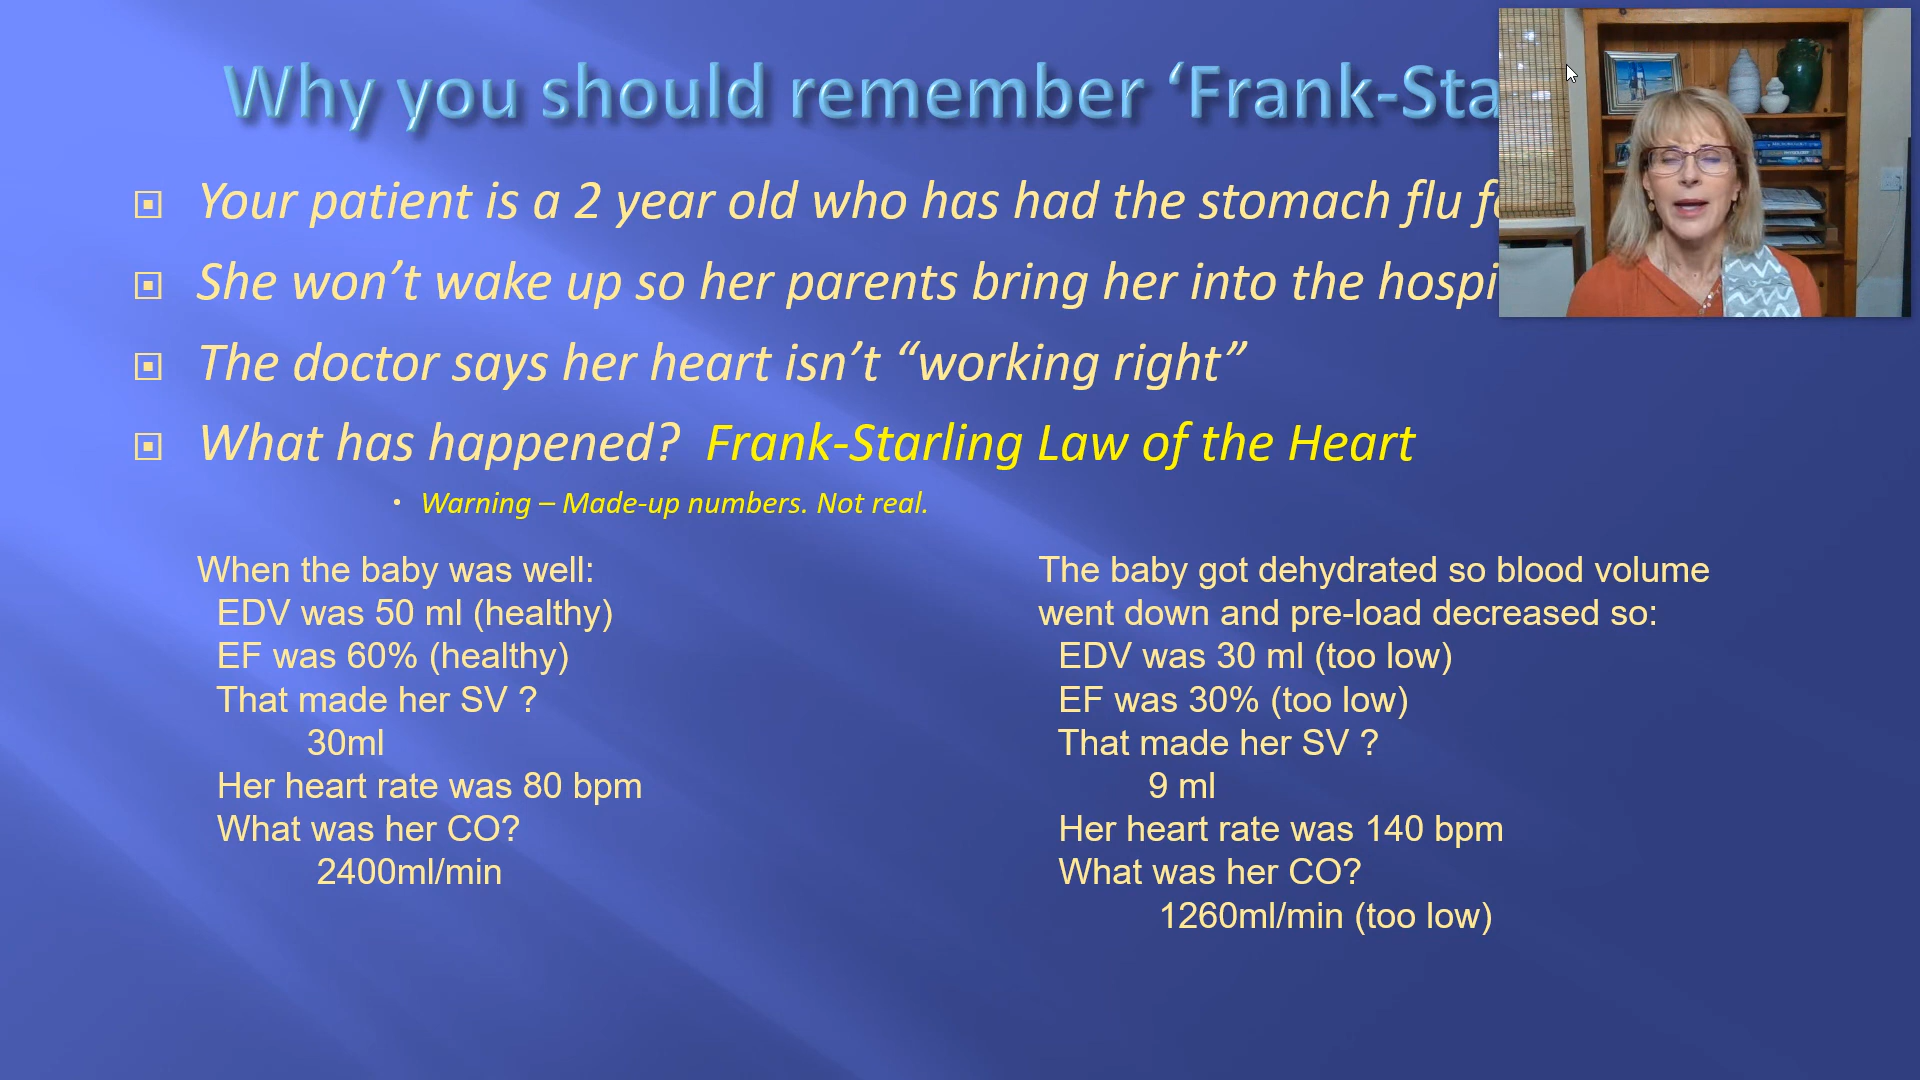 Why you should remember ‘Frank-Sta
Your patient is a 2 year old who has had the stomach flu
She won’t wake up so her parents bring her into the hospi
The doctor says her heart isn’t “working right”
What has happened? Frank-Starling Law of the Heart
• Warning – Made-up numbers. Not real.
When the baby was well:
EDV was 50 ml (healthy)
EF was 60% (healthy)
That made her SV ?
30ml
Her heart rate was 80 bpm
What was her CO?
2400ml/min
The baby got dehydrated so blood volume
went down and pre-load decreased so:
EDV was 30 ml (too low)
EF was 30% (too low)
That made her SV ?
9 ml
Her heart rate was 140 bpm
What was her CO?
1260ml/min (too low)